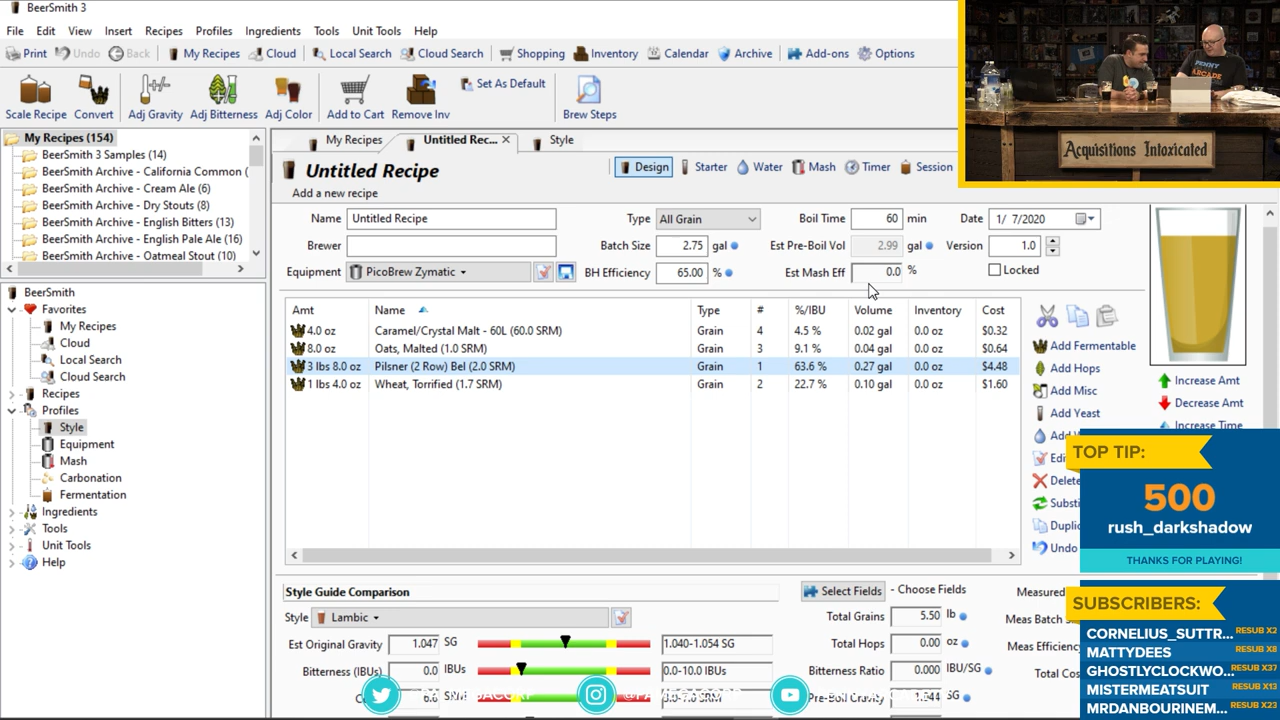 BeerSmith 3
File Edit View Insert Recipes Profiles Ingredients Tools Unit Tools Help
Print Undo Back My Recipes Cloud Local Search Cloud Search Shopping Inventory Calendar Archive Add-ons Options
Scale Recipe Convert Adj Gravity Adj Bitterness Adj Color Add to Cart Remove Inv Set As Default Brew Steps
PENNY ARCADE
Acquisitions Intoxicated
My Recipes (154)
BeerSmith 3 Samples (14)
BeerSmith Archive - California Common (
BeerSmith Archive - Cream Ale (6)
BeerSmith Archive - Dry Stouts (8)
BeerSmith Archive - English Bitters (13)
BeerSmith Archive - English Pale Ale (16)
BeerSmith Archive - Oatmeal Stout (10)
BeerSmith
Favorites
My Recipes
Cloud
Local Search
Cloud Search
Recipes
Profiles
Style
Equipment
Mash
Carbonation
Fermentation
Ingredients
Tools
Unit Tools
Help
My Recipes Untitled Rec... Style
Untitled Recipe Design Starter Water Mash Timer Session
Add a new recipe
Name Untitled Recipe Type All Grain Boil Time 60 min Date 1/ 7/2020
Brewer Batch Size 2.75 gal Est Pre-Boil Vol 2.99 gal Version 1.0
Equipment PicoBrew Zymatic BH Efficiency 65.00 % Est Mash Eff 0.0 % Locked
Amt Name Type # %/IBU Volume Inventory Cost
4.0 oz Caramel/Crystal Malt - 60L (60.0 SRM) Grain 4 4.5 % 0.02 gal 0.0 oz $0.32
8.0 oz Oats, Malted (1.0 SRM) Grain 3 9.1 % 0.04 gal 0.0 oz $0.64
3 lbs 8.0 oz Pilsner (2 Row) Bel (2.0 SRM) Grain 1 63.6 % 0.27 gal 0.0 oz $4.48
1 lbs 4.0 oz Wheat, Torrified (1.7 SRM) Grain 2 22.7 % 0.10 gal 0.0 oz $1.60
Add Fermentable
Add Hops
Add Misc
Add Yeast
Add
Delete
Undo
Increase Amt
Decrease Amt
Increase Time
Style Guide Comparison Select Fields - Choose Fields Measured
Style Lambic Total Grains 5.50 lb Meas Batch
Est Original Gravity 1.047 SG 1.040-1.054 SG Total Hops 0.00 oz Meas Efficien
Bitterness (IBUs) 0.0 IBUs 0.0-10.0 IBUs Bitterness Ratio 0.000 IBU/SG Total Cos
SG
TOP TIP:
500
rush_darkshadow
THANKS FOR PLAYING!
SUBSCRIBERS:
CORNELIUS_SUTTR... RESUB X2
MATTYDEES RESUB X8
GHOSTLYCLOCKWO... RESUB X37
MISTERMEATSUIT RESUB X13
MRDANBOURINEM... RESUB X23